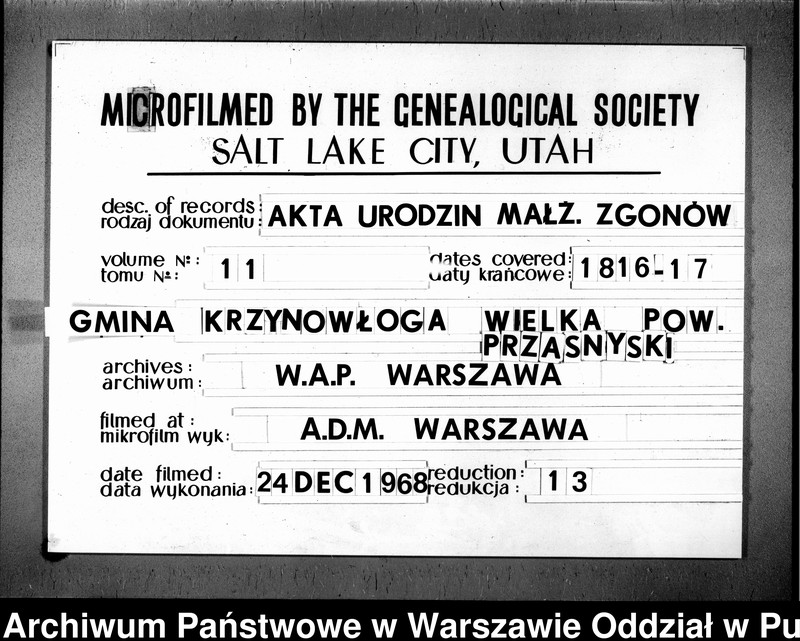 MICROFILMED BY THE GENEALOGICAL SOCIETY
SALT LAKE CITY, UTAH
desc. of records:
rodzaj dokumentu: AKTA URODZIN MAŁŻ. ZGONÓW
volume №: 11 dates covered: 1816-17
tomu №: daty krańcowe:
GMINA KRZYNOWŁOGA WIELKA POW.
PRZASNYSKI
archives:
archiwum: W.A.P. WARSZAWA
filmed at:
mikrofilm wyk: A.D.M. WARSZAWA
date filmed: 24 DEC 1968 reduction: 13
data wykonania: redukcja:
Archiwum Państwowe w Warszawie Oddział w Pu